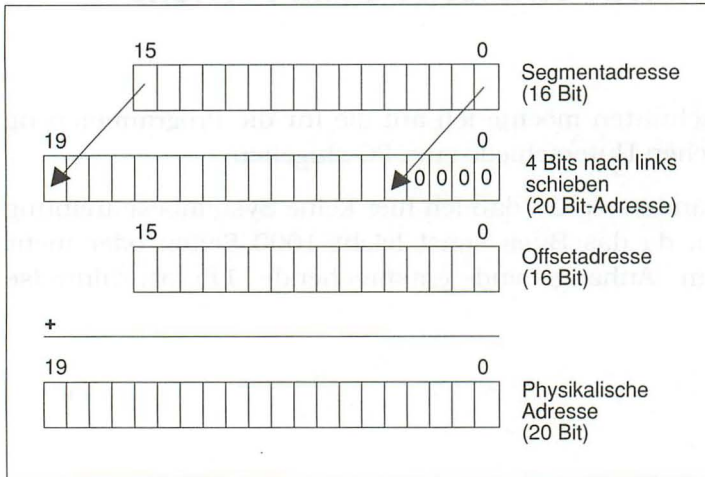 15 0
Segmentadresse
(16 Bit)
19 0
0 0 0 0
4 Bits nach links
schieben
(20 Bit-Adresse)
15 0
Offsetadresse
(16 Bit)
+
19 0
Physikalische
Adresse
(20 Bit)